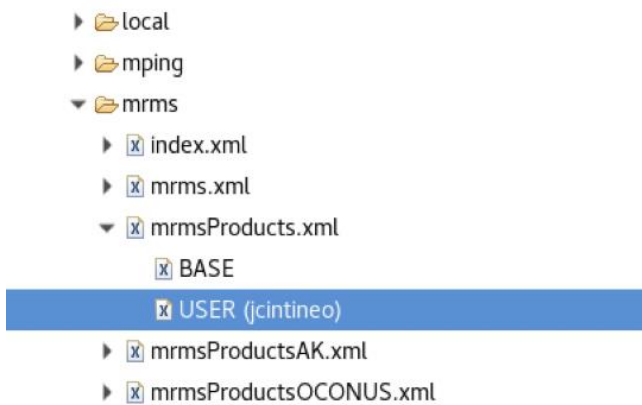 local
mping
mrms
index.xml
mrms.xml
mrmsProducts.xml
BASE
USER (jcintineo)
mrmsProductsAK.xml
mrmsProductsOCONUS.xml